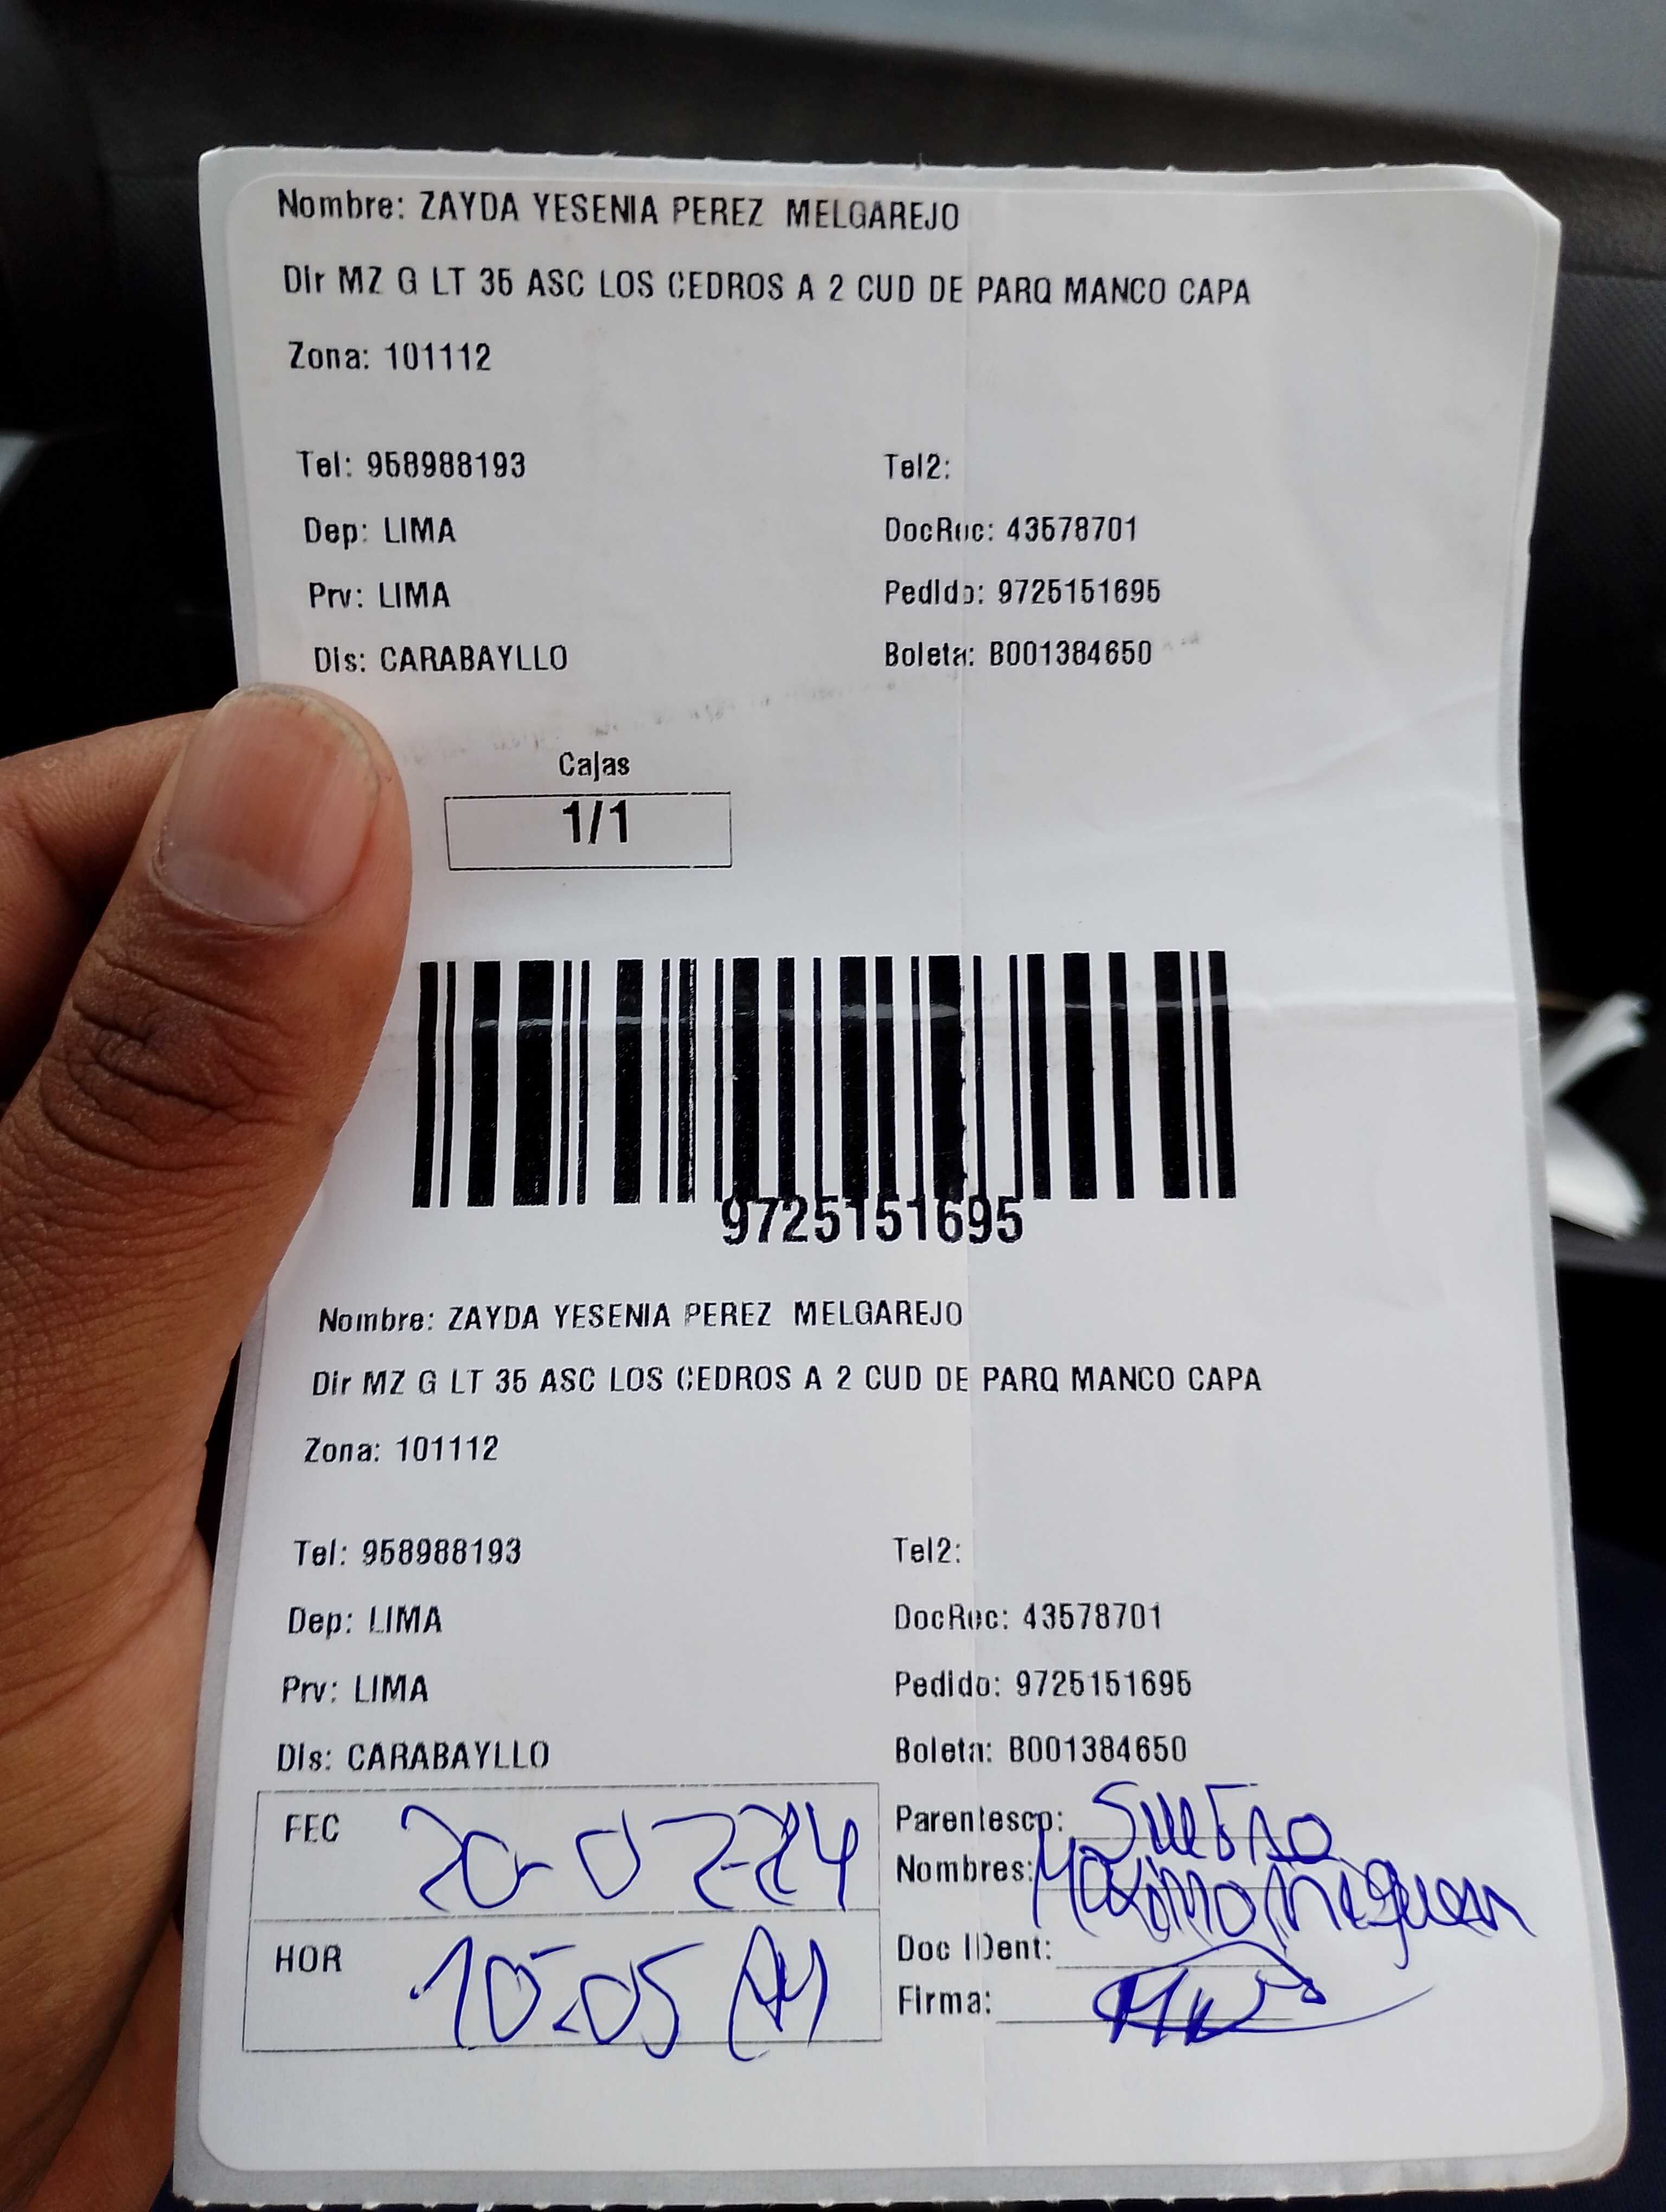 Nombre: ZAYDA YESENIA PEREZ MELGAREJO
Dir MZ G LT 35 ASC LOS CEDROS A 2 CUD DE PARQ MANCO CAPA
Zona: 101112
Tel: 958988193 Tel2:
Dep: LIMA DocRec: 43578701
Prv: LIMA Pedido: 9725151695
Dis: CARABAYLLO Boleta: B001384650
Cajas
1/1
9725151695
Nombre: ZAYDA YESENIA PEREZ MELGAREJO
Dir MZ G LT 35 ASC LOS CEDROS A 2 CUD DE PARQ MANCO CAPA
Zona: 101112
Tel: 958988193 Tel2:
Dep: LIMA DocRec: 43578701
Prv: LIMA Pedido: 9725151695
Dis: CARABAYLLO Boleta: B001384650
FEC 20-07-24 Parentesco: SUEGRO
Nombres: Maximo
HOR 10:05 AM Doc IDent:
Firma: